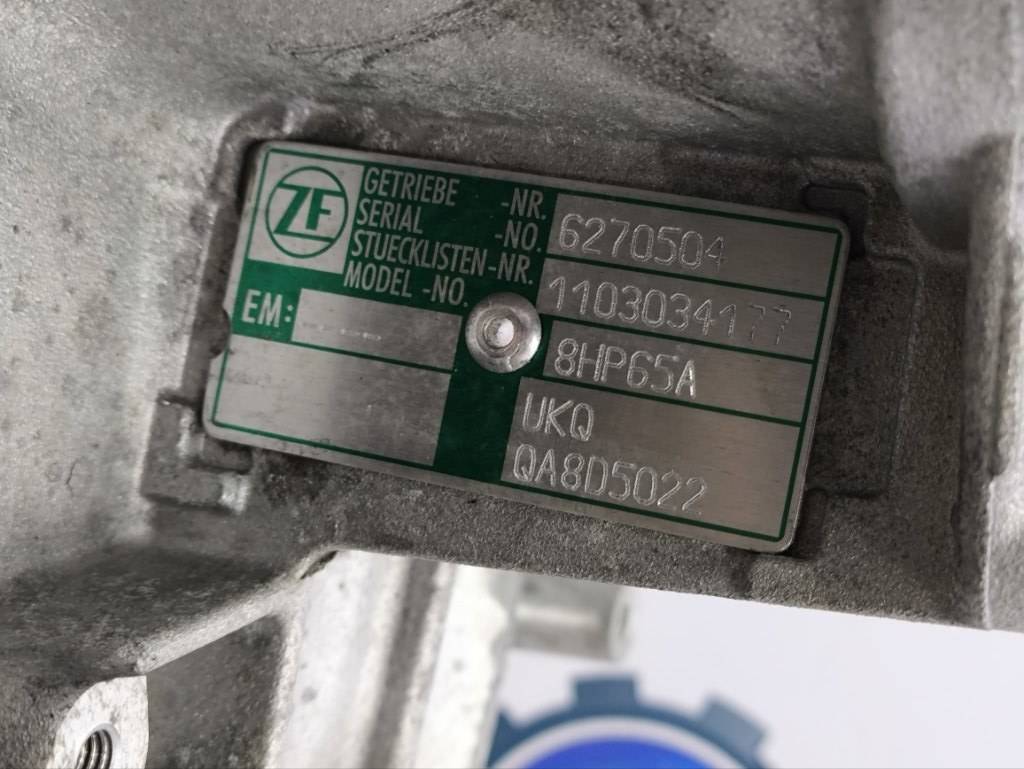 ZF
GETRIEBE -NR.
SERIAL -NO.
6270504
STUECKLISTEN-NR.
MODEL -NO.
1103034177
EM:
8HP65A
UKQ
QA8D5022